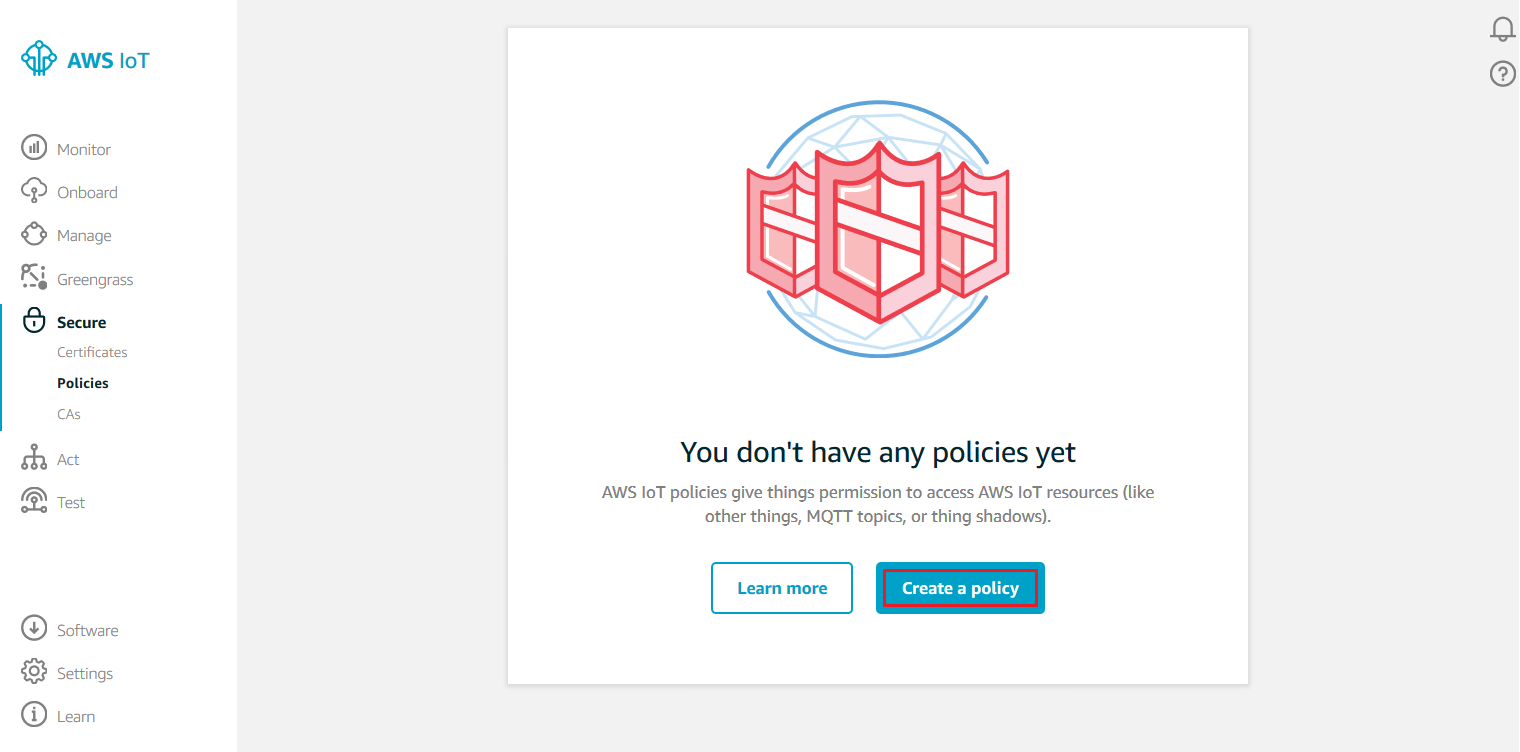 AWS IoT
Monitor
Onboard
Manage
Greengrass
Secure
Certificates
Policies
CAs
Act
Test
Software
Settings
Learn
You don't have any policies yet
AWS IoT policies give things permission to access AWS IoT resources (like
other things, MQTT topics, or thing shadows).
Learn more
Create a policy